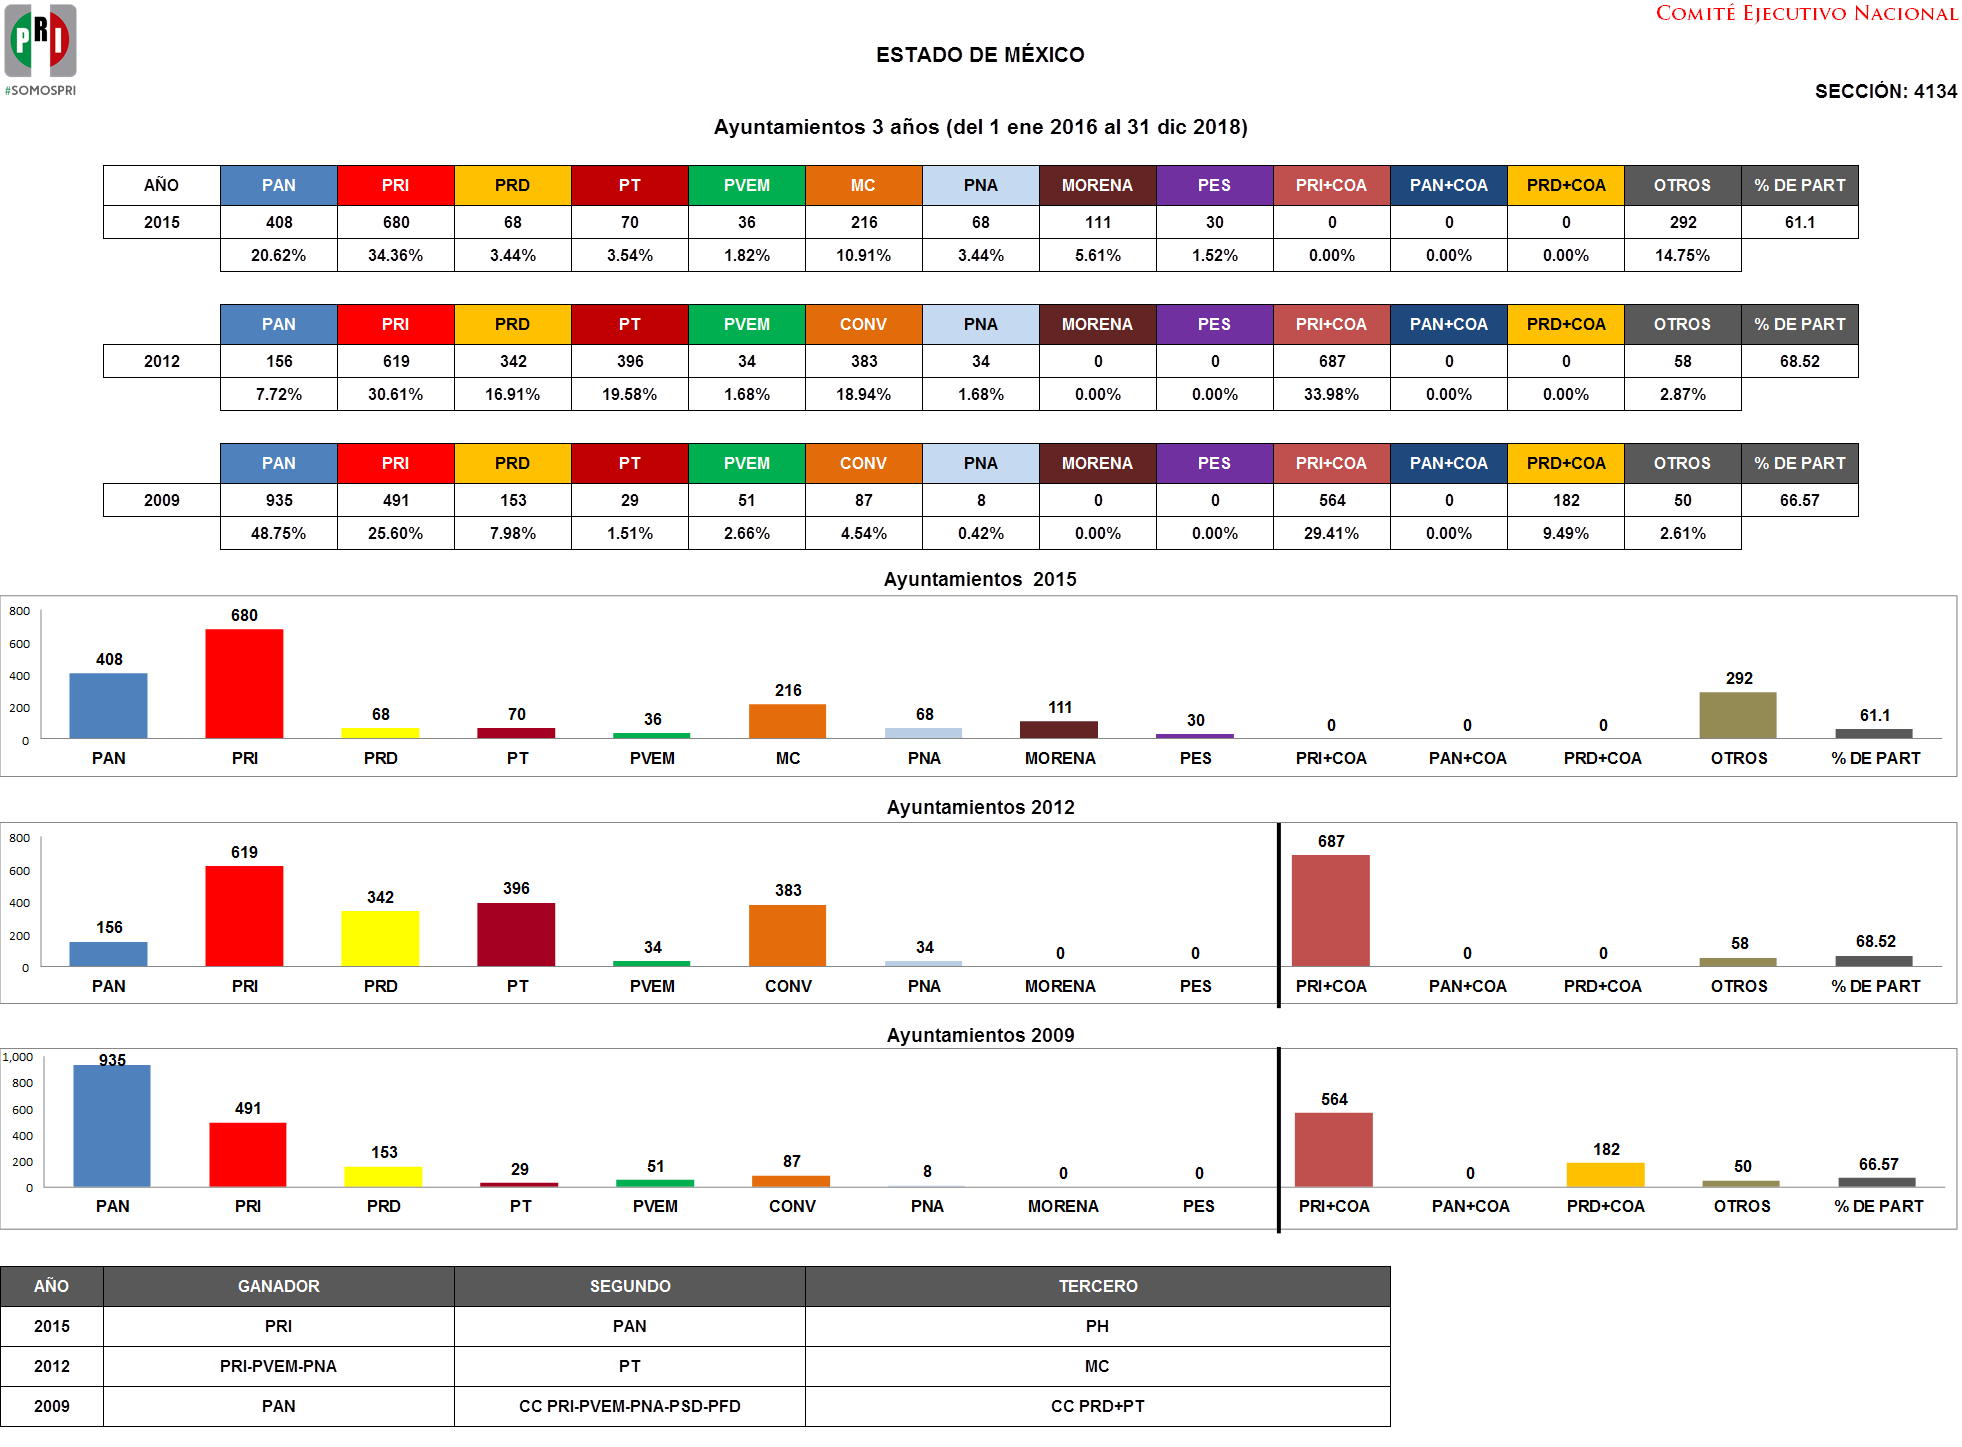 PRI
#SOMOSPRI
COMITÉ EJECUTIVO NACIONAL
ESTADO DE MÉXICO
SECCIÓN: 4134
Ayuntamientos 3 años (del 1 ene 2016 al 31 dic 2018)
AÑO PAN PRI PRD PT PVEM MC PNA MORENA PES PRI+COA PAN+COA PRD+COA OTROS % DE PART
2015 408 680 68 70 36 216 68 111 30 0 0 0 292 61.1
20.62% 34.36% 3.44% 3.54% 1.82% 10.91% 3.44% 5.61% 1.52% 0.00% 0.00% 0.00% 14.75%
PAN PRI PRD PT PVEM CONV PNA MORENA PES PRI+COA PAN+COA PRD+COA OTROS % DE PART
2012 156 619 342 396 34 383 34 0 0 687 0 0 58 68.52
7.72% 30.61% 16.91% 19.58% 1.68% 18.94% 1.68% 0.00% 0.00% 33.98% 0.00% 0.00% 2.87%
PAN PRI PRD PT PVEM CONV PNA MORENA PES PRI+COA PAN+COA PRD+COA OTROS % DE PART
2009 935 491 153 29 51 87 8 0 0 564 0 182 50 66.57
48.75% 25.60% 7.98% 1.51% 2.66% 4.54% 0.42% 0.00% 0.00% 29.41% 0.00% 9.49% 2.61%
Ayuntamientos 2015
800
600
400
200
0
408 680 68 70 36 216 68 111 30 0 0 0 292 61.1
PAN PRI PRD PT PVEM MC PNA MORENA PES PRI+COA PAN+COA PRD+COA OTROS % DE PART
Ayuntamientos 2012
800
600
400
200
0
156 619 342 396 34 383 34 0 0 687 0 0 58 68.52
PAN PRI PRD PT PVEM CONV PNA MORENA PES PRI+COA PAN+COA PRD+COA OTROS % DE PART
Ayuntamientos 2009
1,000
800
600
400
200
0
935 491 153 29 51 87 8 0 0 564 0 182 50 66.57
PAN PRI PRD PT PVEM CONV PNA MORENA PES PRI+COA PAN+COA PRD+COA OTROS % DE PART
AÑO GANADOR SEGUNDO TERCERO
2015 PRI PAN PH
2012 PRI-PVEM-PNA PT MC
2009 PAN CC PRI-PVEM-PNA-PSD-PFD CC PRD+PT